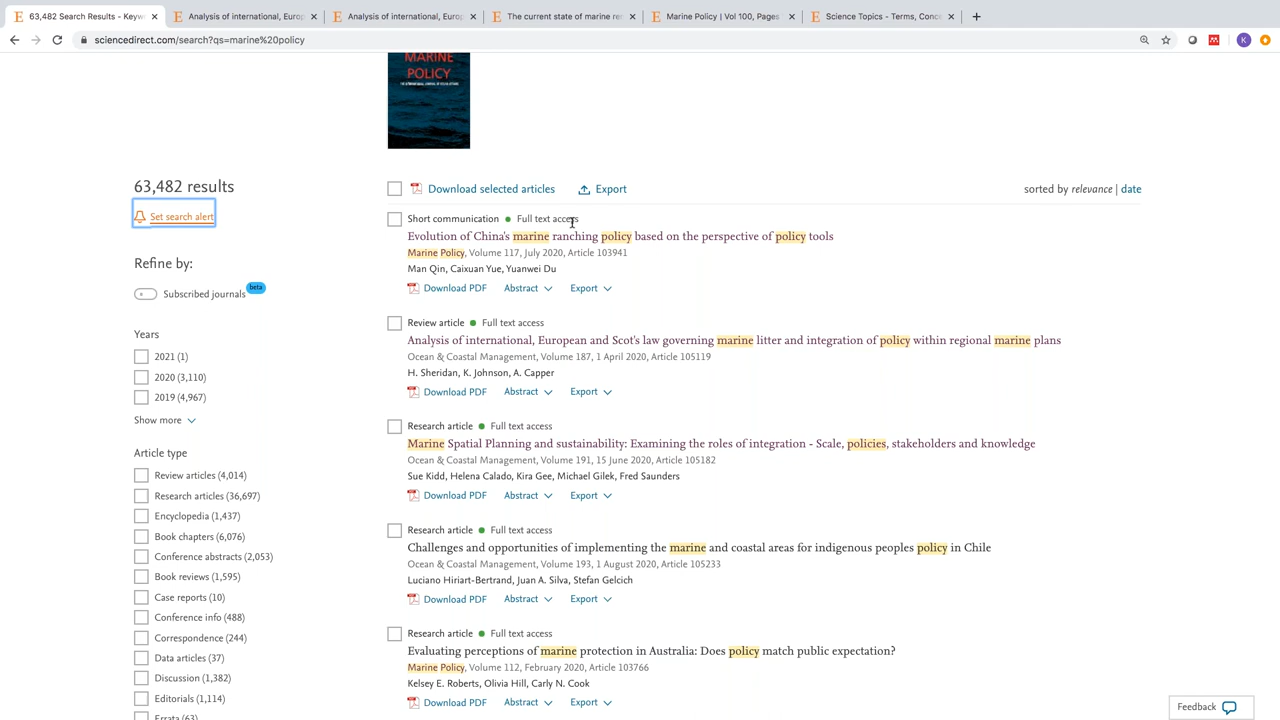 63,482 Search Results - Keyw
Analysis of international, Europ
Analysis of international, Europ
The current state of marine re
Marine Policy | Vol 100, Pages
Science Topics - Terms, Conc
sciencedirect.com/search?qs=marine%20policy
K
MARINE
POLICY
63,482 results
Set search alert
Refine by:
Subscribed journals beta
Years
2021 (1)
2020 (3,110)
2019 (4,967)
Show more
Article type
Review articles (4,014)
Research articles (36,697)
Encyclopedia (1,437)
Book chapters (6,076)
Conference abstracts (2,053)
Book reviews (1,595)
Case reports (10)
Conference info (488)
Correspondence (244)
Data articles (37)
Discussion (1,382)
Editorials (1,114)
Errata (63)
Download selected articles Export
sorted by relevance | date
Short communication Full text access
Evolution of China's marine ranching policy based on the perspective of policy tools
Marine Policy, Volume 117, July 2020, Article 103941
Man Qin, Caixuan Yue, Yuanwei Du
Download PDF Abstract Export
Review article Full text access
Analysis of international, European and Scot's law governing marine litter and integration of policy within regional marine plans
Ocean & Coastal Management, Volume 187, 1 April 2020, Article 105119
H. Sheridan, K. Johnson, A. Capper
Download PDF Abstract Export
Research article Full text access
Marine Spatial Planning and sustainability: Examining the roles of integration - Scale, policies, stakeholders and knowledge
Ocean & Coastal Management, Volume 191, 15 June 2020, Article 105182
Sue Kidd, Helena Calado, Kira Gee, Michael Gilek, Fred Saunders
Download PDF Abstract Export
Research article Full text access
Challenges and opportunities of implementing the marine and coastal areas for indigenous peoples policy in Chile
Ocean & Coastal Management, Volume 193, 1 August 2020, Article 105233
Luciano Hiriart-Bertrand, Juan A. Silva, Stefan Gelcich
Download PDF Abstract Export
Research article Full text access
Evaluating perceptions of marine protection in Australia: Does policy match public expectation?
Marine Policy, Volume 112, February 2020, Article 103766
Kelsey E. Roberts, Olivia Hill, Carly N. Cook
Download PDF Abstract Export
Feedback